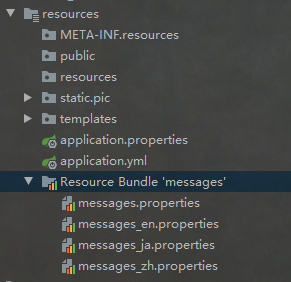 resources
META-INF.resources
public
resources
static.pic
templates
application.properties
application.yml
Resource Bundle 'messages'
messages.properties
messages_en.properties
messages_ja.properties
messages_zh.properties